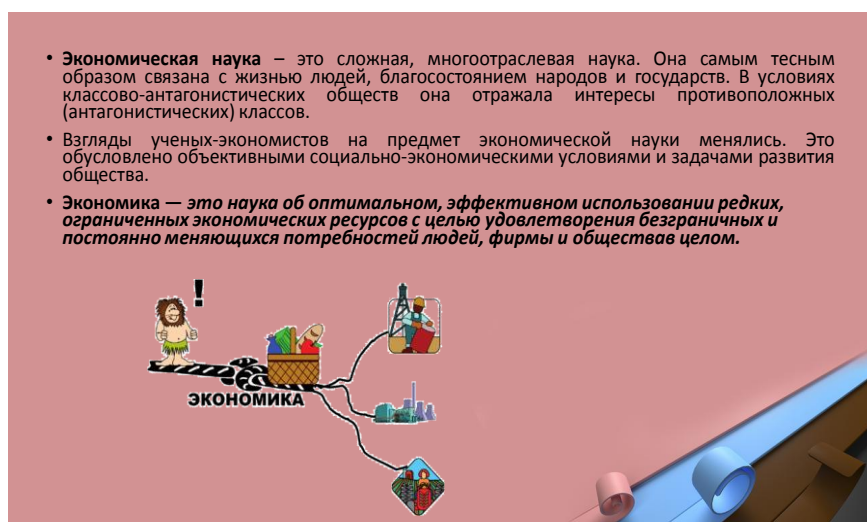 • Экономическая наука – это сложная, многоотраслевая наука. Она самым тесным
образом связана с жизнью людей, благосостоянием народов и государств. В условиях
классово-антагонистических обществ она отражала интересы противоположных
(антагонистических) классов.
• Взгляды ученых-экономистов на предмет экономической науки менялись. Это
обусловлено объективными социально-экономическими условиями и задачами развития
общества.
• Экономика — это наука об оптимальном, эффективном использовании редких,
ограниченных экономических ресурсов с целью удовлетворения безграничных и
постоянно меняющихся потребностей людей, фирмы и обществав целом.
!
ЭКОНОМИКА